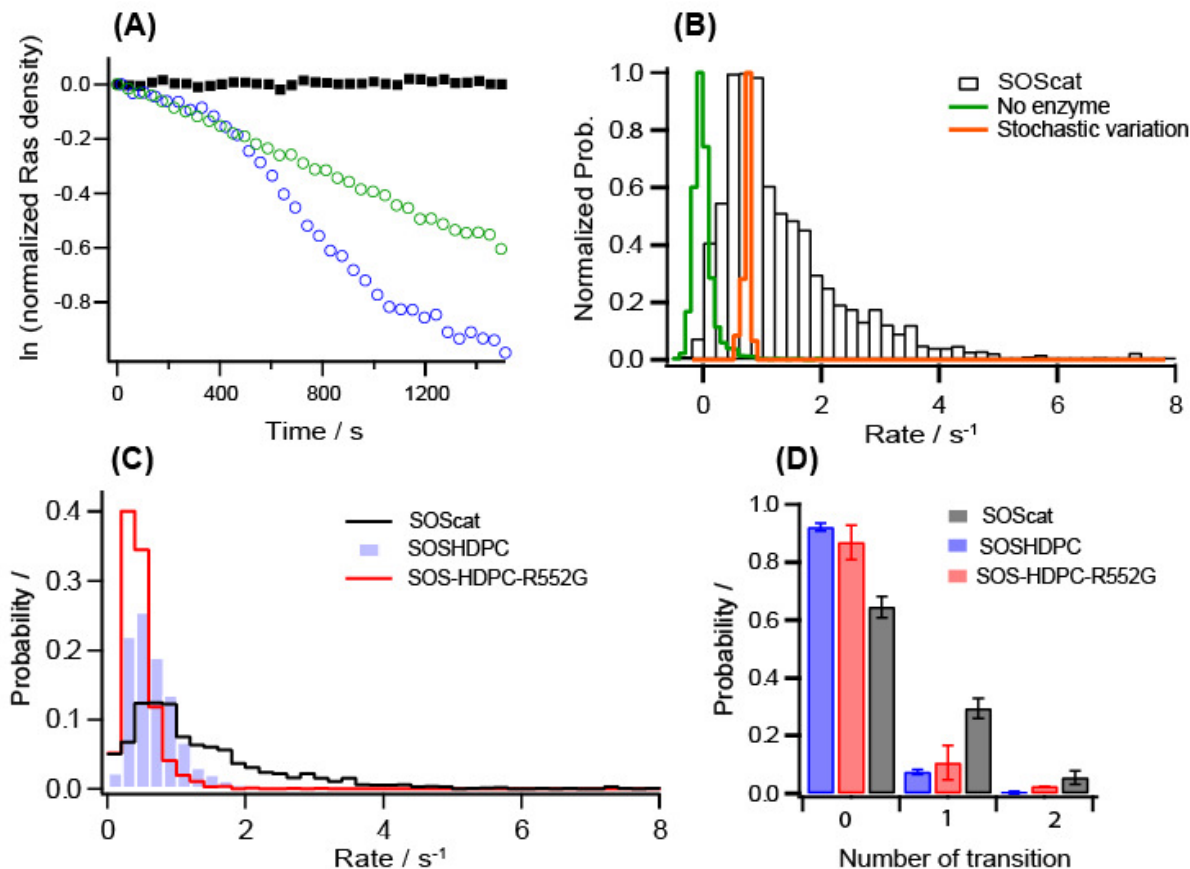 (A)
ln (normalized Ras density)
0.0
-0.2
-0.4
-0.6
-0.8
0 400 800 1200
Time / s
(B)
Normalized Prob.
1.0
0.8
0.6
0.4
0.2
0.0
SOScat
No enzyme
Stochastic variation
0 2 4 6 8
Rate / s-1
(C)
Probability /
0.4
0.3
0.2
0.1
0.0
SOScat
SOSHDPC
SOS-HDPC-R552G
0 2 4 6 8
Rate / s-1
(D)
Probability /
1.0
0.8
0.6
0.4
0.2
0.0
SOScat
SOSHDPC
SOS-HDPC-R552G
0 1 2
Number of transition